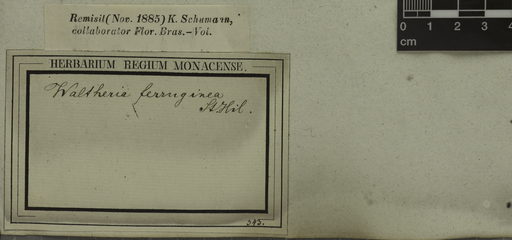 Remisit (Nov. 1885) K. Schumann,
collaborator Flor. Bras. — Vol.
HERBARIUM REGIUM MONACENSE.
Waltheria ferruginea
St Hil.
343.
0 1 2 3 4
cm